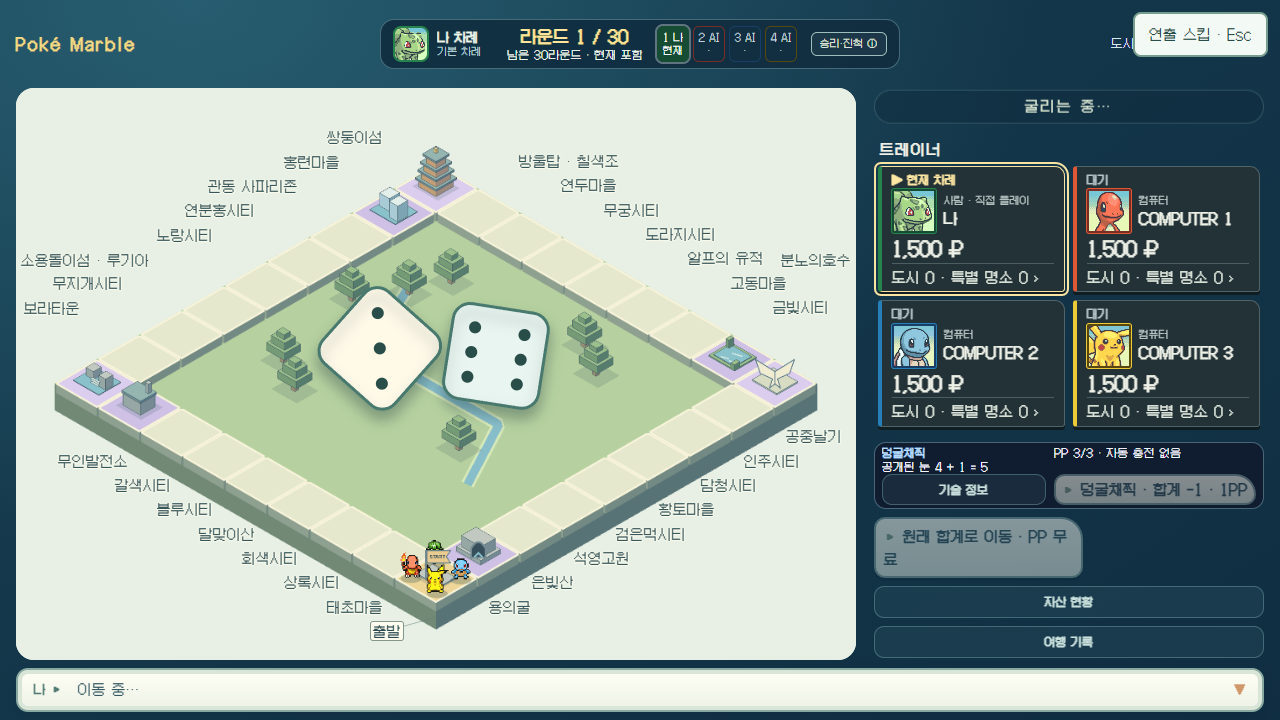 Poké Marble
나 차례
기본 차례
라운드 1 / 30
남은 30라운드 · 현재 포함
1 나
현재
2 AI
·
3 AI
·
4 AI
·
승리·진척 ⓘ
도시
연출 스킵 · Esc
쌍둥이섬
홍련마을
관동 사파리존
연분홍시티
노랑시티
소용돌이섬 · 루기아
무지개시티
보라타운
방울탑 · 칠색조
연두마을
무궁시티
도라지시티
알프의 유적
분노의호수
고동마을
금빛시티
무인발전소
갈색시티
블루시티
달맞이산
회색시티
상록시티
태초마을
출발
공중날기
인주시티
담청시티
황토마을
검은먹시티
석영고원
은빛산
용의굴
START
굴리는 중…
트레이너
▶ 현재 차례
사람 · 직접 플레이
나
1,500 ₽
도시 0 · 특별 명소 0 ›
대기
컴퓨터
COMPUTER 1
1,500 ₽
도시 0 · 특별 명소 0 ›
대기
컴퓨터
COMPUTER 2
1,500 ₽
도시 0 · 특별 명소 0 ›
대기
컴퓨터
COMPUTER 3
1,500 ₽
도시 0 · 특별 명소 0 ›
덩굴채찍
PP 3/3 · 자동 충전 없음
공개된 눈 4 + 1 = 5
기술 정보
▶ 덩굴채찍 · 합계 -1 · 1PP
▶ 원래 합계로 이동 · PP 무
료
자산 현황
여행 기록
나 ▶ 이동 중…
▼